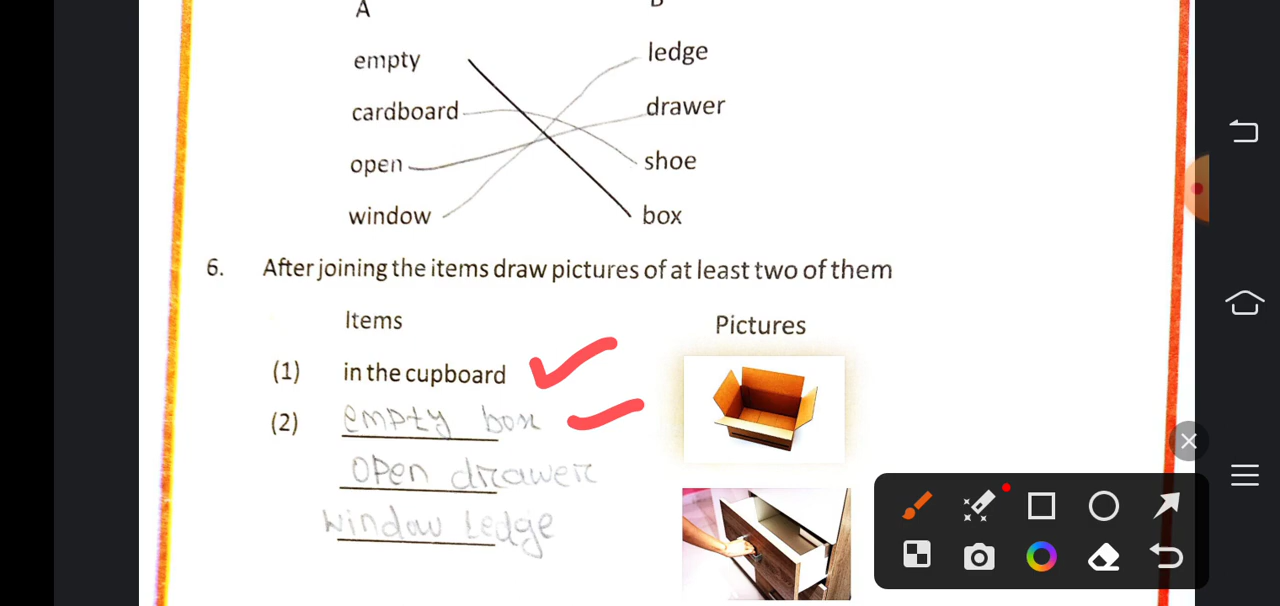 A B
empty ledge
cardboard drawer
open shoe
window box
6. After joining the items draw pictures of at least two of them
Items Pictures
(1) in the cupboard
(2) empty box
open drawer
window ledge